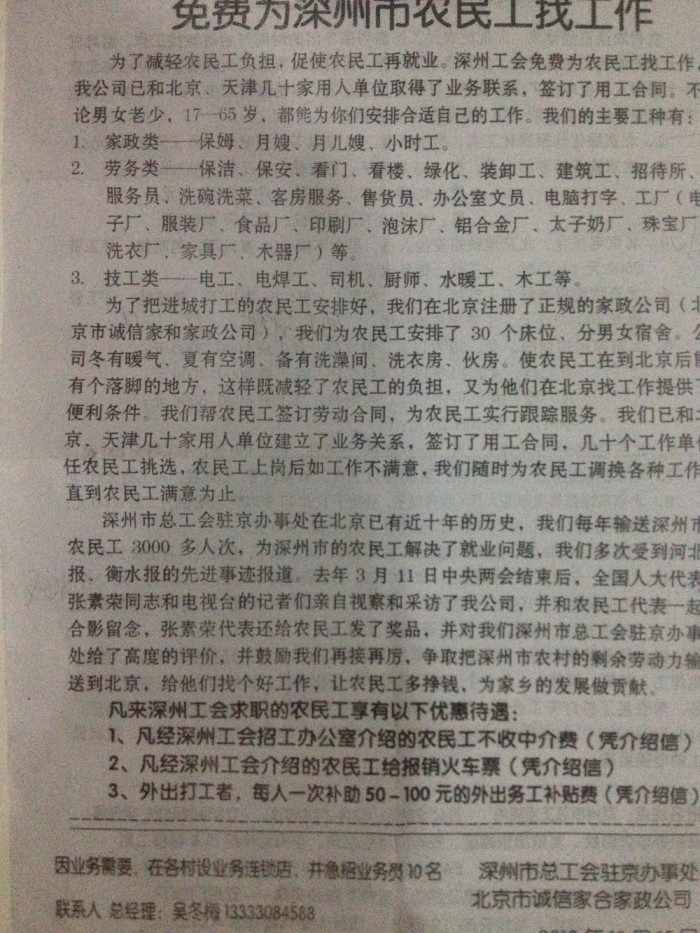 免费为深州市农民工找工作
为了减轻农民工负担，促使农民工再就业。深州工会免费为农民工找工作，
我公司已和北京、天津几十家用人单位取得了业务联系，签订了用工合同。不
论男女老少，17—65岁，都能为你们安排合适自己的工作。我们的主要工种有：
1. 家政类——保姆、月嫂、月儿嫂、小时工。
2. 劳务类——保洁、保安、看门、看楼、绿化、装卸工、建筑工、招待所、
服务员、洗碗洗菜、客房服务、售货员、办公室文员、电脑打字、工厂（电
子厂、服装厂、食品厂、印刷厂、泡沫厂、铝合金厂、太子奶厂、珠宝厂
洗衣厂、家具厂、木器厂）等。
3. 技工类——电工、电焊工、司机、厨师、水暖工、木工等。
为了把进城打工的农民工安排好，我们在北京注册了正规的家政公司（北
京市诚信家和家政公司），我们为农民工安排了 30 个床位、分男女宿舍。公
司冬有暖气、夏有空调、备有洗澡间、洗衣房、伙房。使农民工在到北京后能
有个落脚的地方，这样既减轻了农民工的负担，又为他们在北京找工作提供了
便利条件。我们帮农民工签订劳动合同，为农民工实行跟踪服务。我们已和北
京、天津几十家用人单位建立了业务关系，签订了用工合同，几十个工作单位
任农民工挑选，农民工上岗后如工作不满意，我们随时为农民工调换各种工作
直到农民工满意为止。
深州市总工会驻京办事处在北京已有近十年的历史，我们每年输送深州市
农民工 3000 多人次，为深州市的农民工解决了就业问题，我们多次受到河北
报、衡水报的先进事迹报道。去年 3 月 11 日中央两会结束后，全国人大代表
张素荣同志和电视台的记者们亲自视察和采访了我公司，并和农民工代表一起
合影留念，张素荣代表还给农民工发了奖品，并对我们深州市总工会驻京办事
处给了高度的评价，并鼓励我们再接再厉，争取把深州市农村的剩余劳动力输
送到北京，给他们找个好工作，让农民工多挣钱，为家乡的发展做贡献。
凡来深州工会求职的农民工享有以下优惠待遇：
1、凡经深州工会招工办公室介绍的农民工不收中介费（凭介绍信）
2、凡经深州工会介绍的农民工给报销火车票（凭介绍信）
3、外出打工者，每人一次补助 50-100 元的外出务工补贴费（凭介绍信）
因业务需要，在各村设业务连锁店，并急招业务员10名
深州市总工会驻京办事处
北京市诚信家合家政公司
联系人 总经理：吴冬梅 13333084588